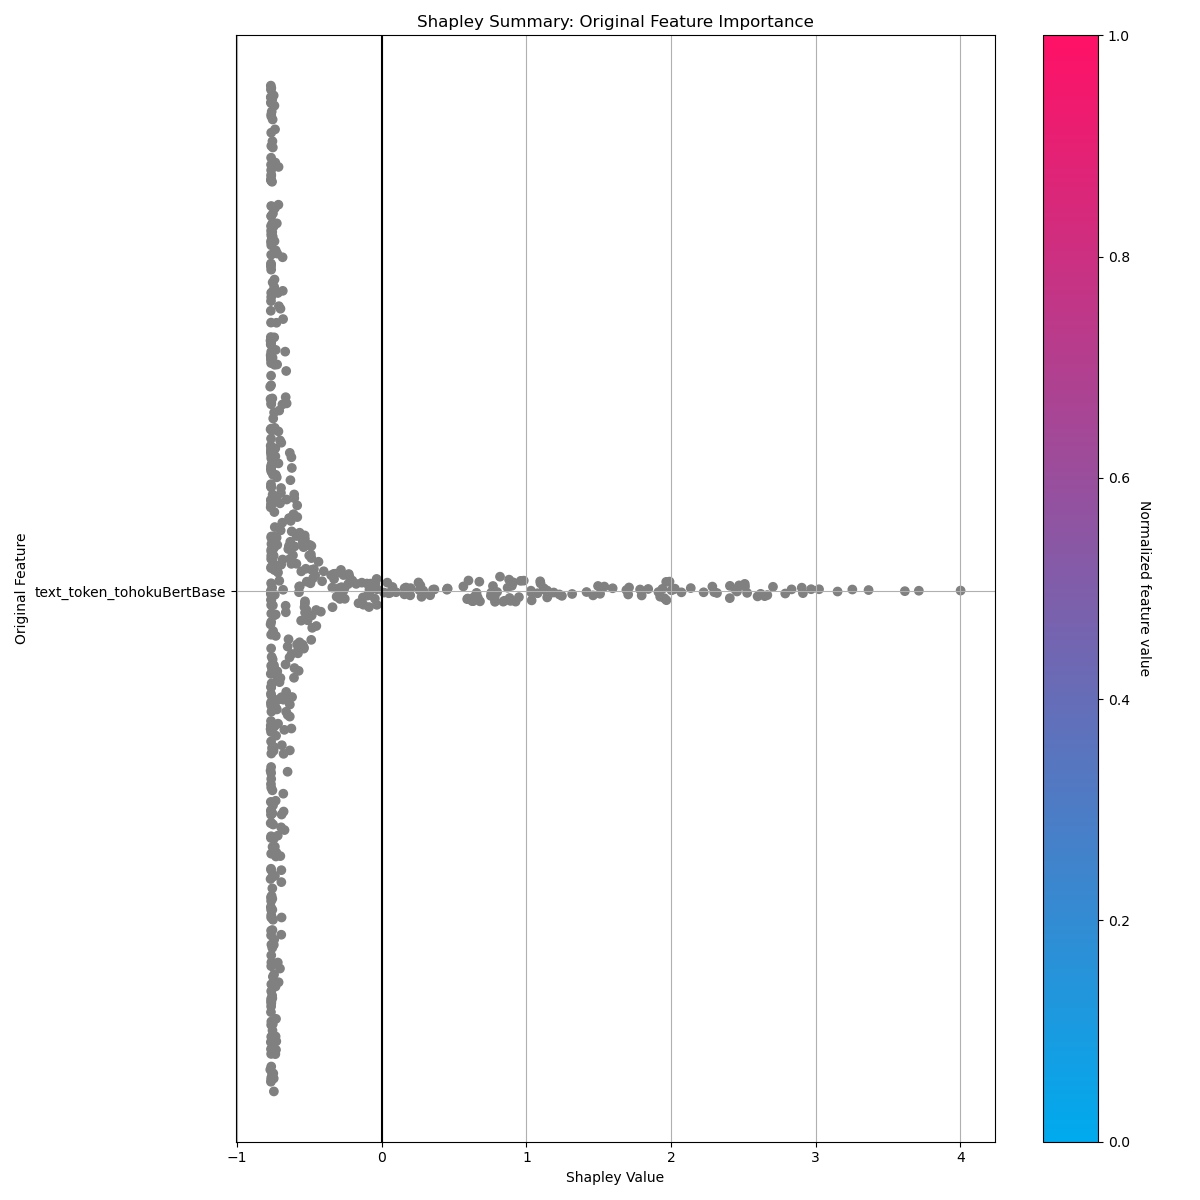 Shapley Summary: Original Feature Importance
Original Feature
text_token_tohokuBertBase
−1
0
1
2
3
4
Shapley Value
1.0
0.8
0.6
0.4
0.2
0.0
Normalized feature value